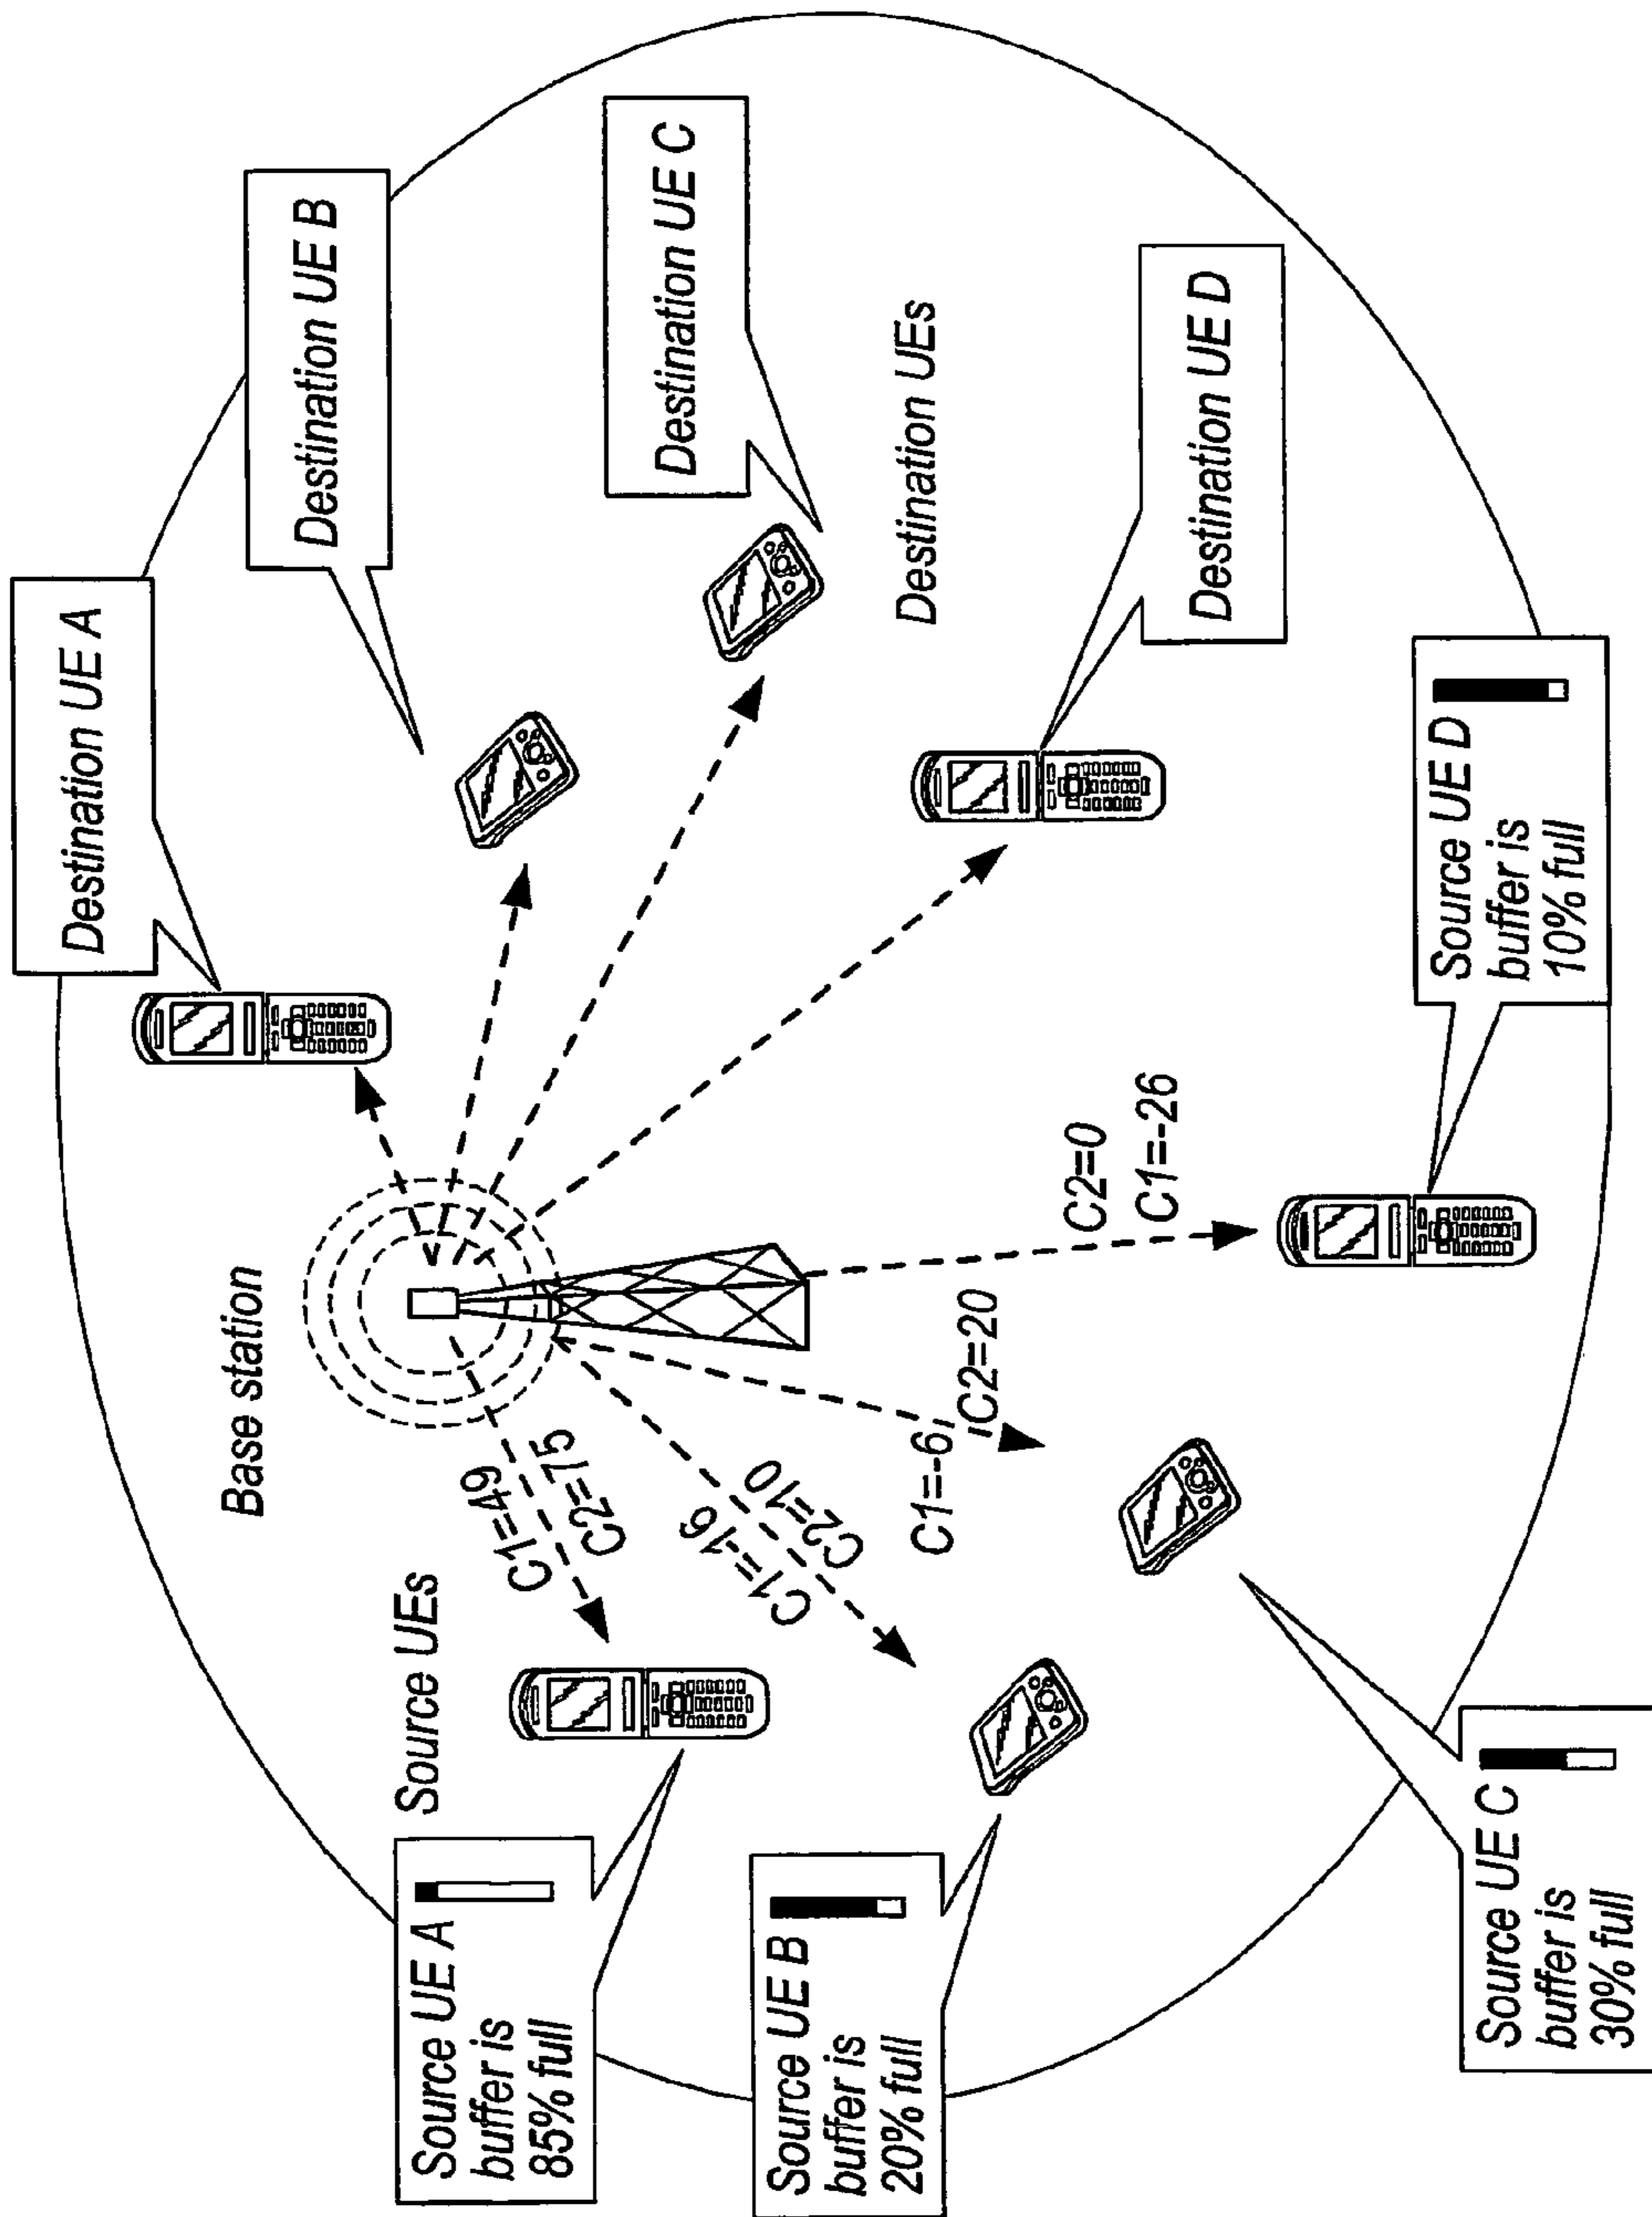 Base station
Source UEs
Destination UEs
Destination UE A
Destination UE B
Destination UE C
Destination UE D
Source UE A
buffer is
85% full
Source UE B
buffer is
20% full
Source UE C
buffer is
30% full
Source UE D
buffer is
10% full
C1=49
C2=75
C1=-16
C2=10
C1=-6
C2=20
C2=0
C1=-26